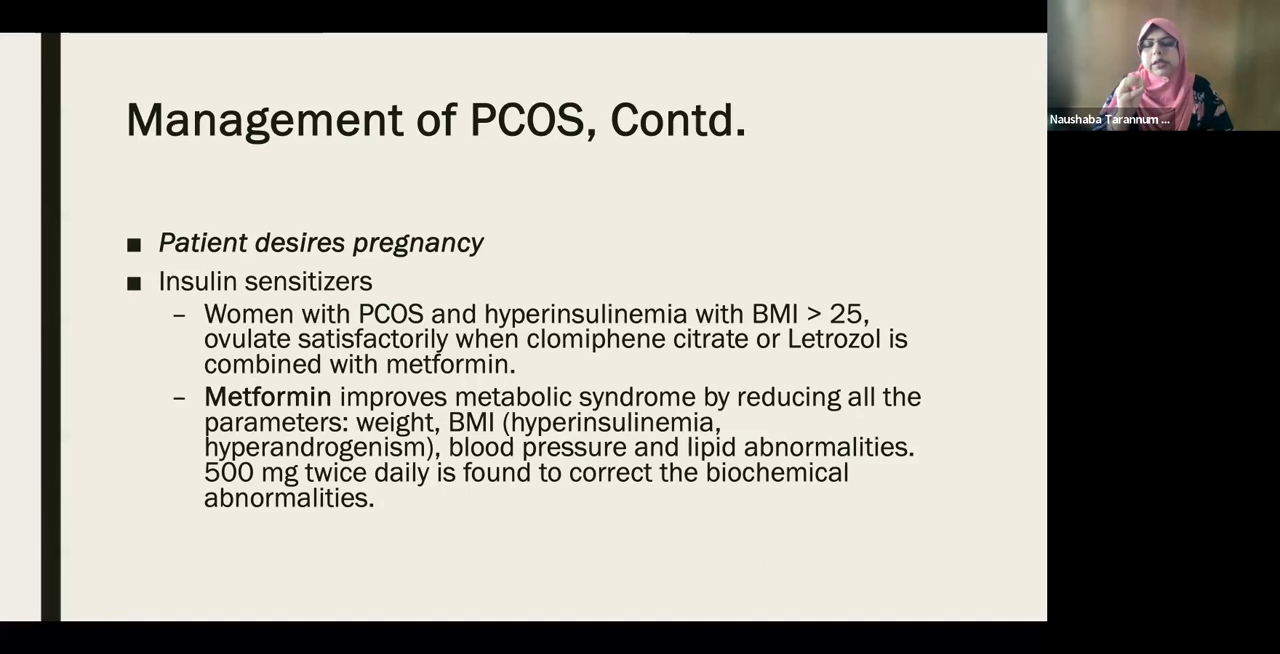 Management of PCOS, Contd.
Naushaba Tarannum ...
■ Patient desires pregnancy
■ Insulin sensitizers
– Women with PCOS and hyperinsulinemia with BMI > 25,
ovulate satisfactorily when clomiphene citrate or Letrozol is
combined with metformin.
– Metformin improves metabolic syndrome by reducing all the
parameters: weight, BMI (hyperinsulinemia,
hyperandrogenism), blood pressure and lipid abnormalities.
500 mg twice daily is found to correct the biochemical
abnormalities.